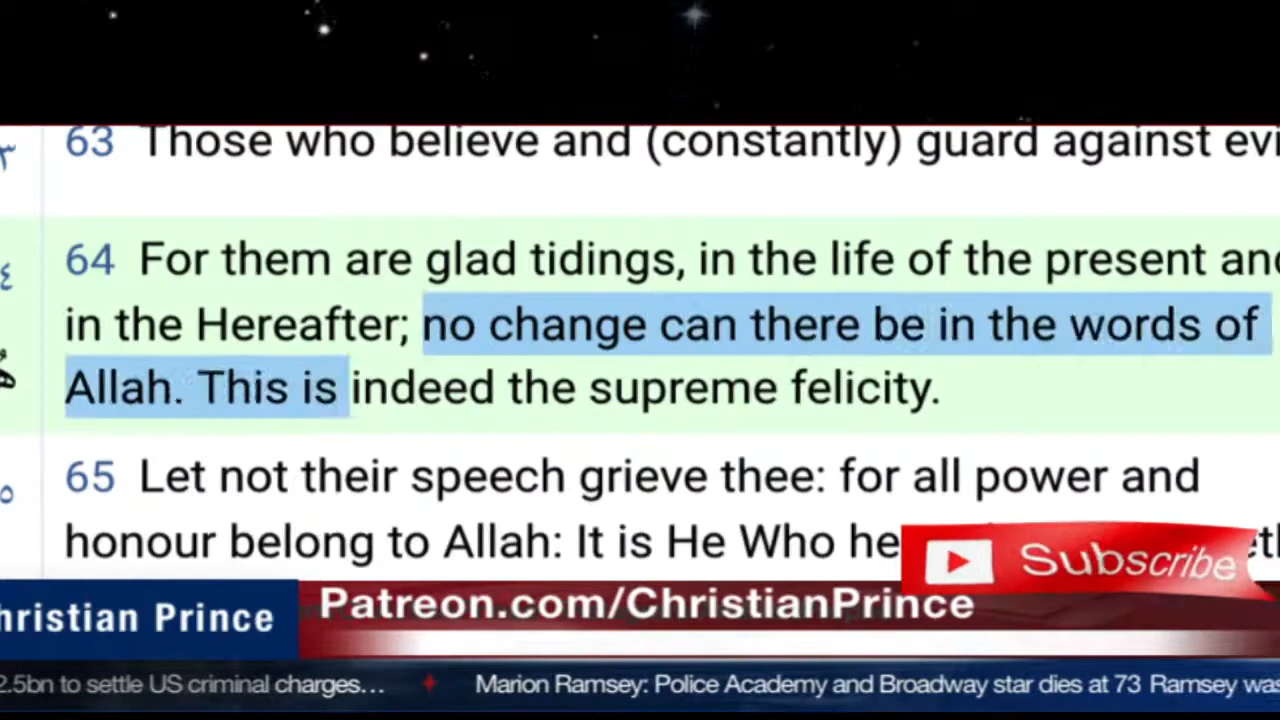 63 Those who believe and (constantly) guard against evi
64 For them are glad tidings, in the life of the present and
in the Hereafter; no change can there be in the words of
Allah. This is indeed the supreme felicity.
65 Let not their speech grieve thee: for all power and
honour belong to Allah: It is He Who he
Subscribe
hristian Prince
Patreon.com/ChristianPrince
2.5bn to settle US criminal charges... Marion Ramsey: Police Academy and Broadway star dies at 73 Ramsey was